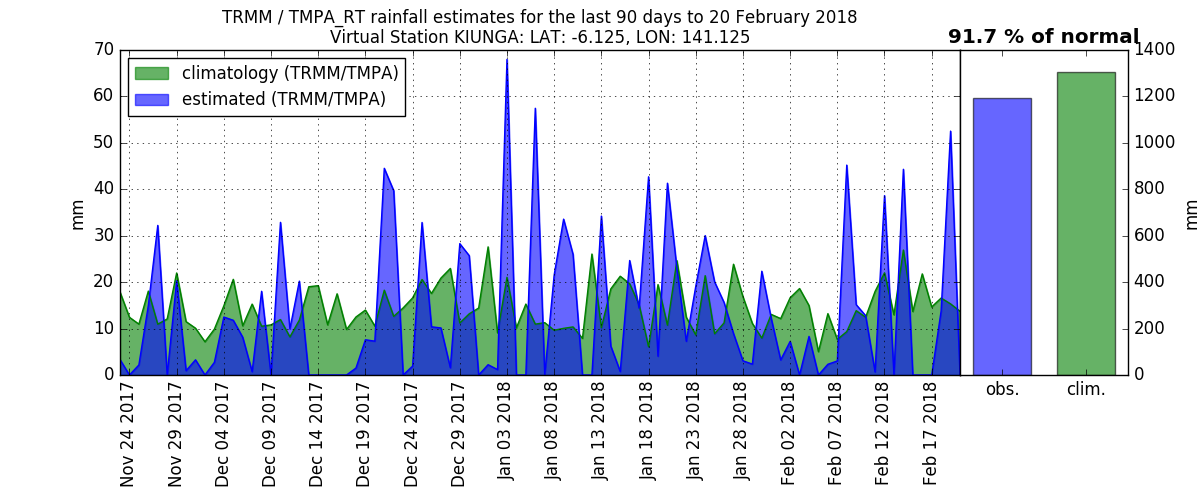 TRMM / TMPA_RT rainfall estimates for the last 90 days to 20 February 2018
Virtual Station KIUNGA: LAT: -6.125, LON: 141.125
91.7 % of normal
climatology (TRMM/TMPA)
estimated (TRMM/TMPA)
mm
70
60
50
40
30
20
10
0
Nov 24 2017
Nov 29 2017
Dec 04 2017
Dec 09 2017
Dec 14 2017
Dec 19 2017
Dec 24 2017
Dec 29 2017
Jan 03 2018
Jan 08 2018
Jan 13 2018
Jan 18 2018
Jan 23 2018
Jan 28 2018
Feb 02 2018
Feb 07 2018
Feb 12 2018
Feb 17 2018
obs.
clim.
1400
1200
1000
800
600
400
200
0
mm